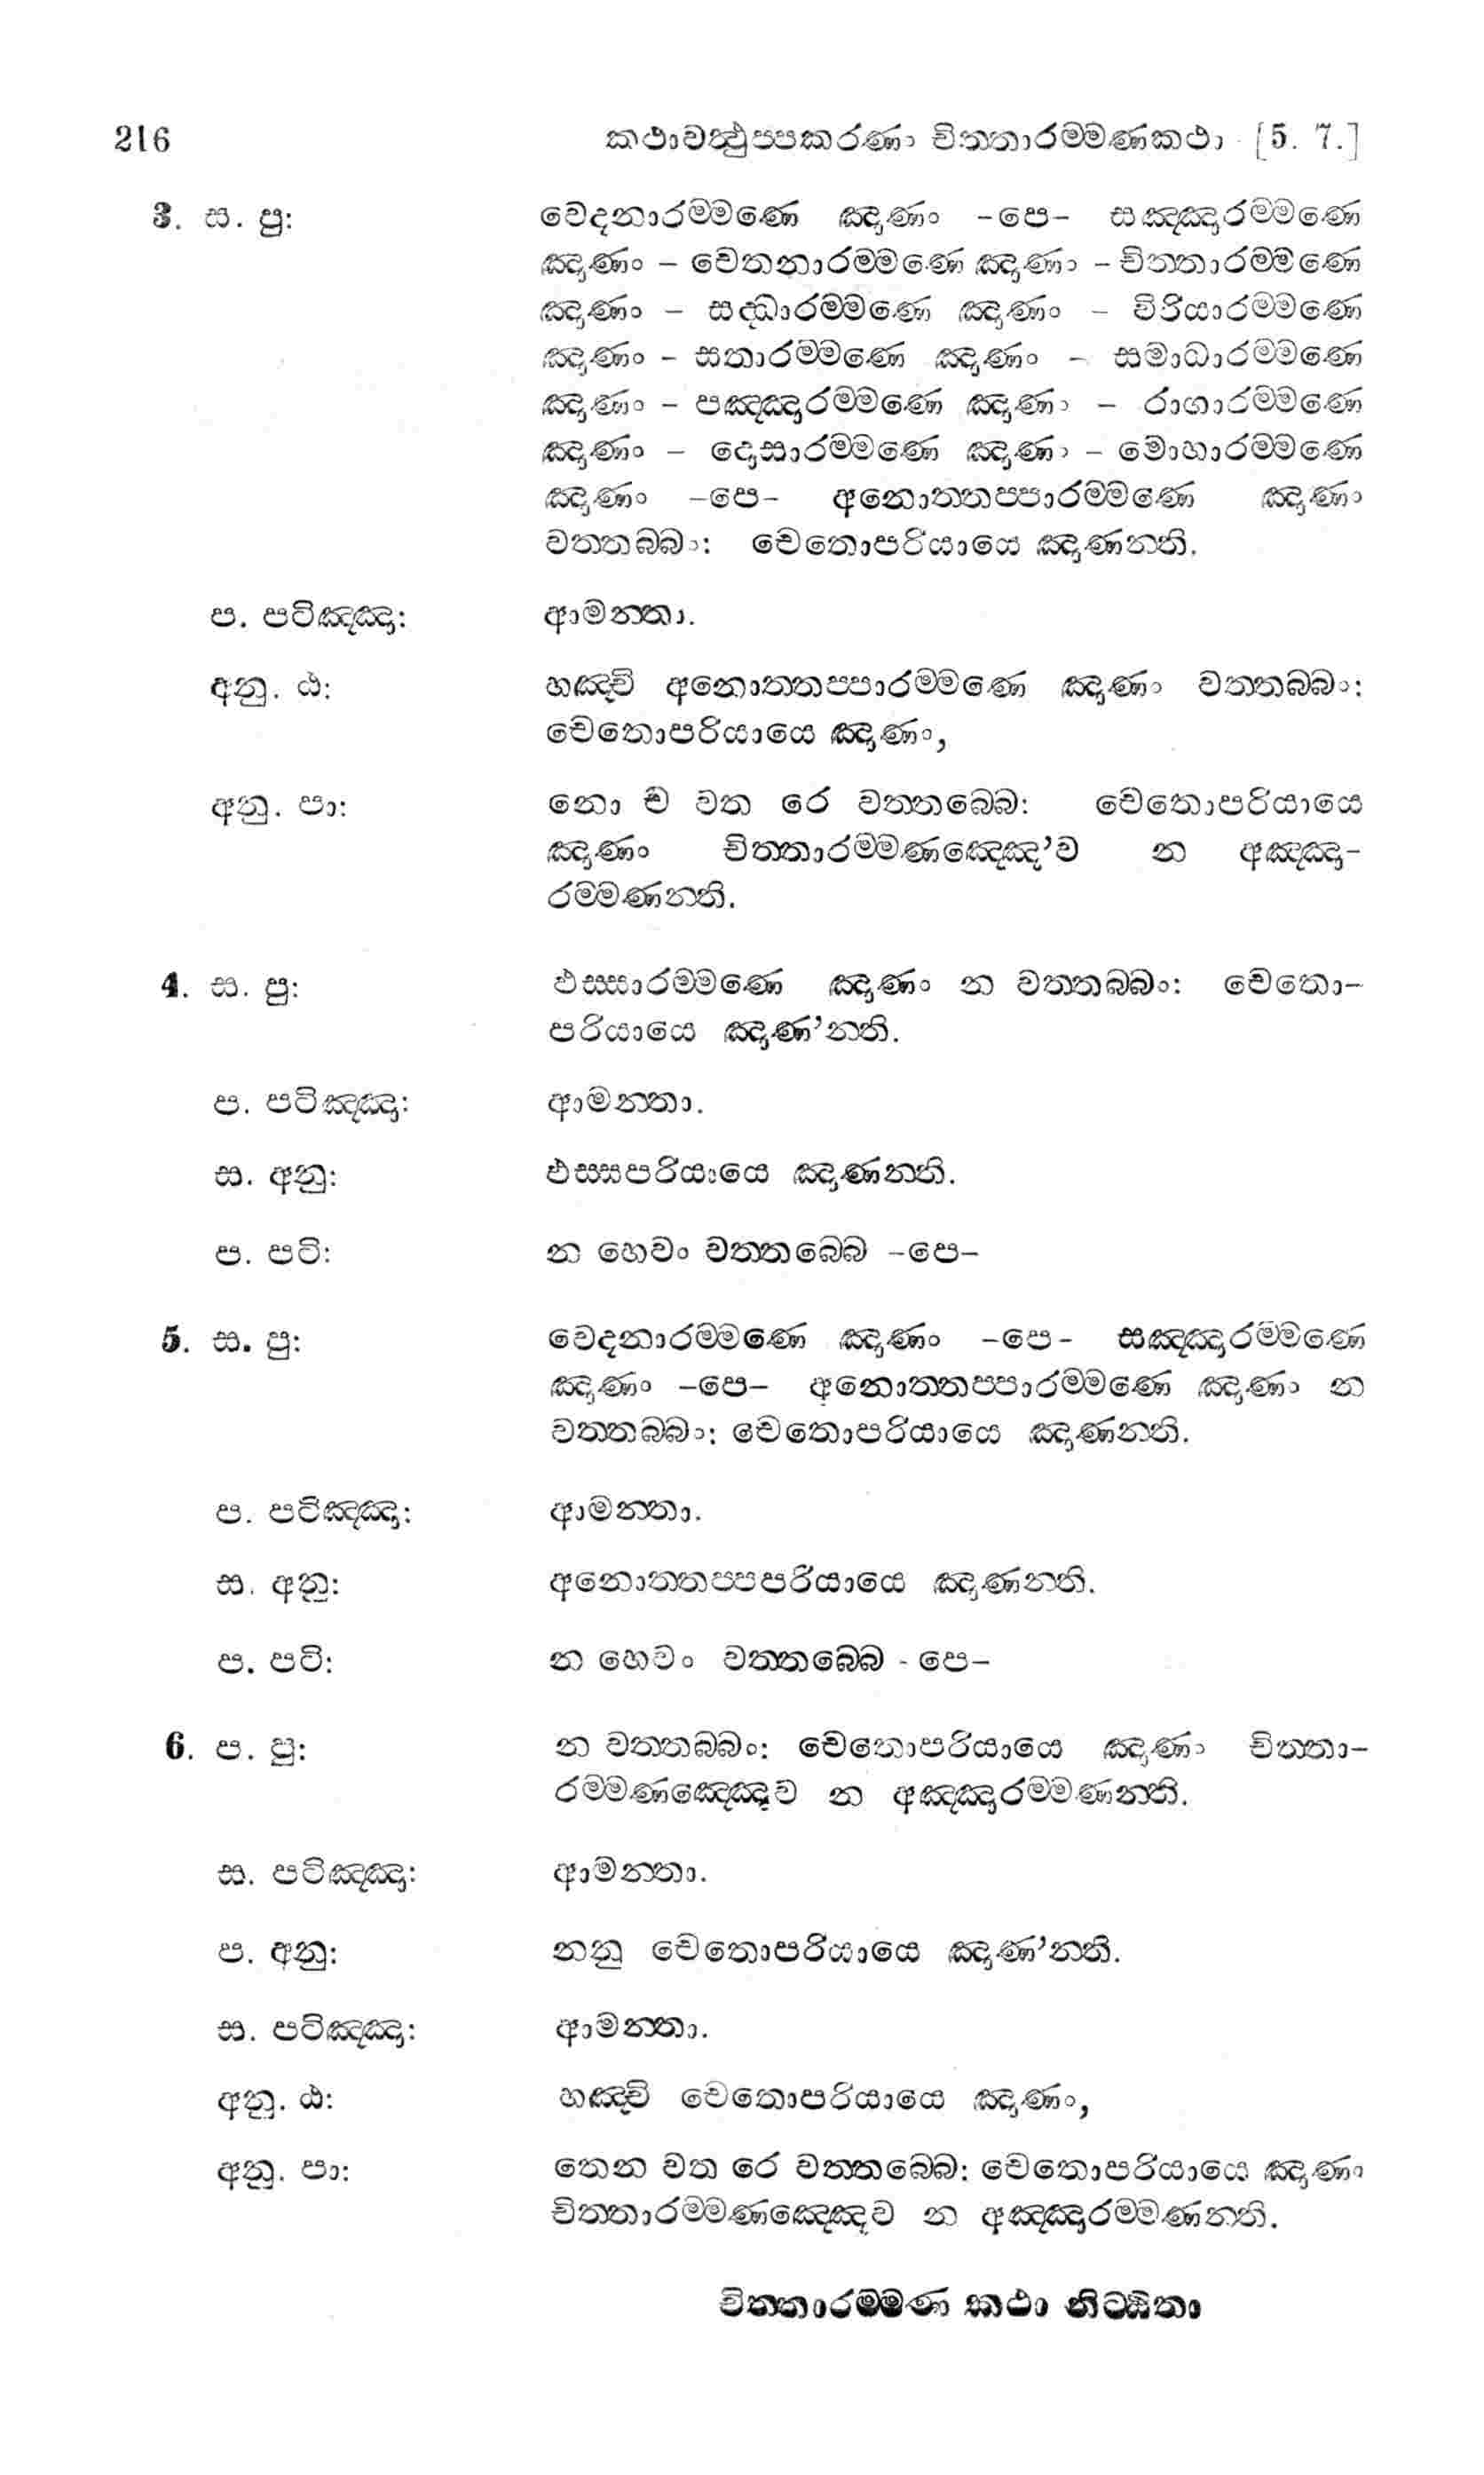 216 කථාවත්‍ථුප්පකරණං චිත්තාරම්මණකථා [5. 7.]
3. ස. පු: වෙදනාරම්මණෙ ඤාණං -පෙ- සඤ්ඤාරම්මණෙ
ඤාණං - චෙතනාරම්මණෙ ඤාණං - චිත්තාරම්මණෙ
ඤාණං - සද්ධාරම්මණෙ ඤාණං - විරියාරම්මණෙ
ඤාණං - සතාරම්මණෙ ඤාණං - සමාධාරම්මණෙ
ඤාණං - පඤ්ඤාරම්මණෙ ඤාණං - රාගාරම්මණෙ
ඤාණං - දොසාරම්මණෙ ඤාණං - මොහාරම්මණෙ
ඤාණං -පෙ- අනොත්තප්පාරම්මණෙ ඤාණං
වත්තබ්බං: චෙතොපරියායෙ ඤාණන්ති.
ප. පටිඤ්ඤා: ආමන්තා.
අනු. ඨ: හඤ්චි අනොත්තප්පාරම්මණෙ ඤාණං වත්තබ්බං:
චෙතොපරියායෙ ඤාණං,
අනු. පා: නො ච වත රෙ වත්තබ්බෙ: චෙතොපරියායෙ
ඤාණං චිත්තාරම්මණඤ්ඤෙ'ව න අඤ්ඤා-
රම්මණන්ති.
4. ස. පු: ඵස්සාරම්මණෙ ඤාණං න වත්තබ්බං: චෙතො-
පරියායෙ ඤාණ'න්ති.
ප. පටිඤ්ඤා: ආමන්තා.
ස. අනු: ඵස්සපරියායෙ ඤාණන්ති.
ප. පටි: න හෙවං වත්තබ්බෙ -පෙ-
5. ස. පු: වෙදනාරම්මණෙ ඤාණං -පෙ- සඤ්ඤාරම්මණෙ
ඤාණං -පෙ- අනොත්තප්පාරම්මණෙ ඤාණං න
වත්තබ්බං: චෙතොපරියායෙ ඤාණන්ති.
ප. පටිඤ්ඤා: ආමන්තා.
ස. අනු: අනොත්තප්පපරියායෙ ඤාණන්ති.
ප. පටි: න හෙවං වත්තබ්බෙ - පෙ-
6. ප. පු: න වත්තබ්බං: චෙතොපරියායෙ ඤාණං චිත්තා-
රම්මණඤ්ඤෙව න අඤ්ඤාරම්මණන්ති.
ස. පටිඤ්ඤා: ආමන්තා.
ප. අනු: නනු චෙතොපරියායෙ ඤාණ'න්ති.
ස. පටිඤ්ඤා: ආමන්තා.
අනු. ඨ: හඤ්චි චෙතොපරියායෙ ඤාණං,
අනු. පා: තෙන වත රෙ වත්තබ්බෙ: චෙතොපරියායෙ ඤාණං
චිත්තාරම්මණඤ්ඤෙව න අඤ්ඤාරම්මණන්ති.
චිත්තාරම්මණ කථා නිට්ඨිතා